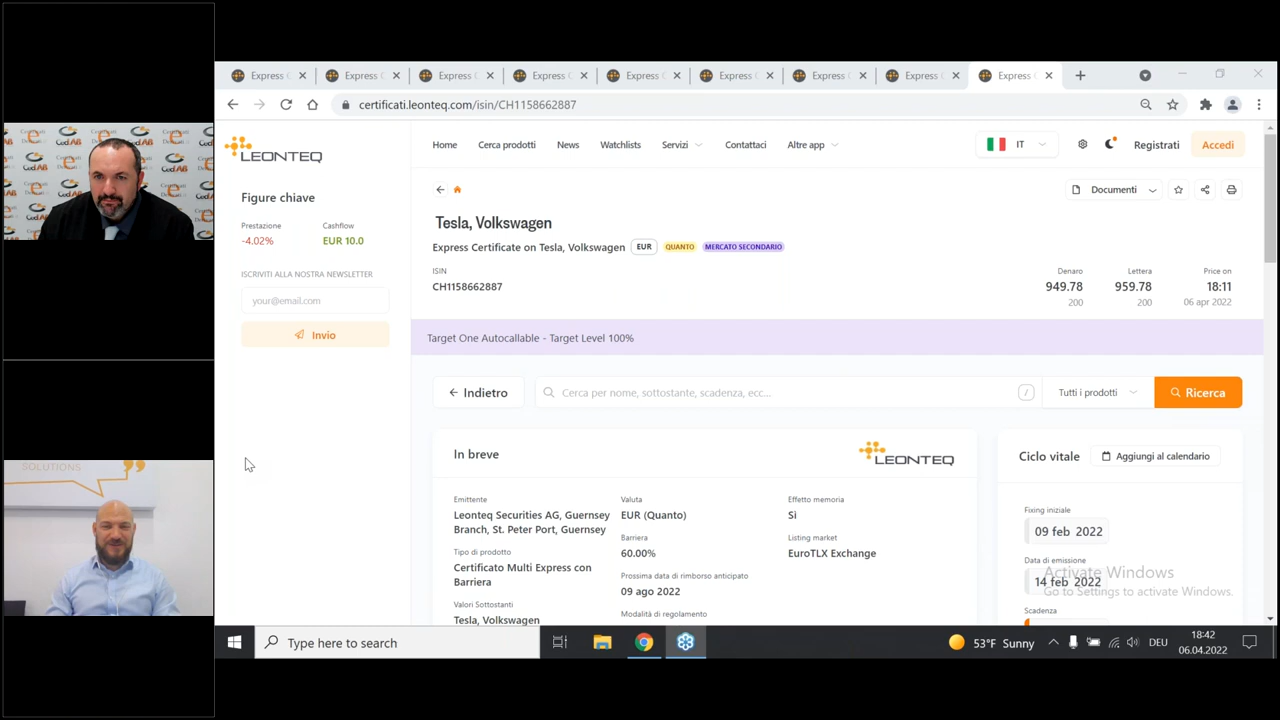 Express C
Express C
Express C
Express C
Express C
Express C
Express C
Express C
Express
certificati.leonteq.com/isin/CH1158662887
LEONTEQ
Home Cerca prodotti News Watchlists Servizi Contattaci Altre app IT Registrati Accedi
Figure chiave
Prestazione Cashflow
-4.02% EUR 10.0
ISCRIVITI ALLA NOSTRA NEWSLETTER
your@email.com
Invio
Documenti
Tesla, Volkswagen
Express Certificate on Tesla, Volkswagen EUR QUANTO MERCATO SECONDARIO
ISIN
CH1158662887
Denaro Lettera Price on
949.78 959.78 18:11
200 200 06 apr 2022
Target One Autocallable - Target Level 100%
Indietro Cerca per nome, sottostante, scadenza, ecc... / Tutti i prodotti Ricerca
In breve LEONTEQ
Emittente
Leonteq Securities AG, Guernsey
Branch, St. Peter Port, Guernsey
Tipo di prodotto
Certificato Multi Express con
Barriera
Valori Sottostanti
Tesla, Volkswagen
Valuta
EUR (Quanto)
Barriera
60.00%
Prossima data di rimborso anticipato
09 ago 2022
Modalità di regolamento
Effetto memoria
Si
Listing market
EuroTLX Exchange
Ciclo vitale Aggiungi al calendario
Fixing iniziale
09 feb 2022
Data di emissione
14 feb 2022
Scadenza
Activate Windows
Go to Settings to activate Windows.
Type here to search
53°F Sunny DEU 18:42
06.04.2022
Certificati
Ced AB
SOLUTIONS